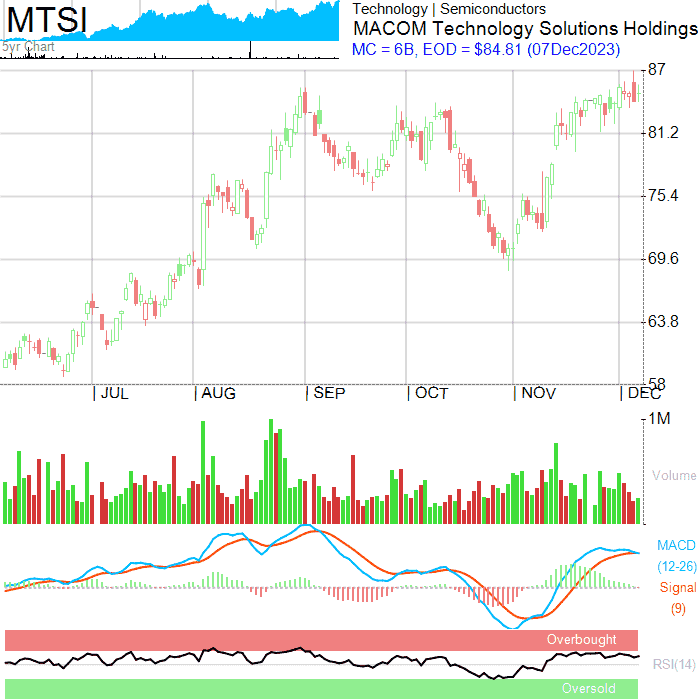 MTSI
5yr Chart
Technology | Semiconductors
MACOM Technology Solutions Holdings
MC = 6B, EOD = $84.81 (07Dec2023)
87
81.2
75.4
69.6
63.8
58
JUL
AUG
SEP
OCT
NOV
DEC
1M
Volume
MACD
(12-26)
Signal
(9)
Overbought
RSI(14)
Oversold